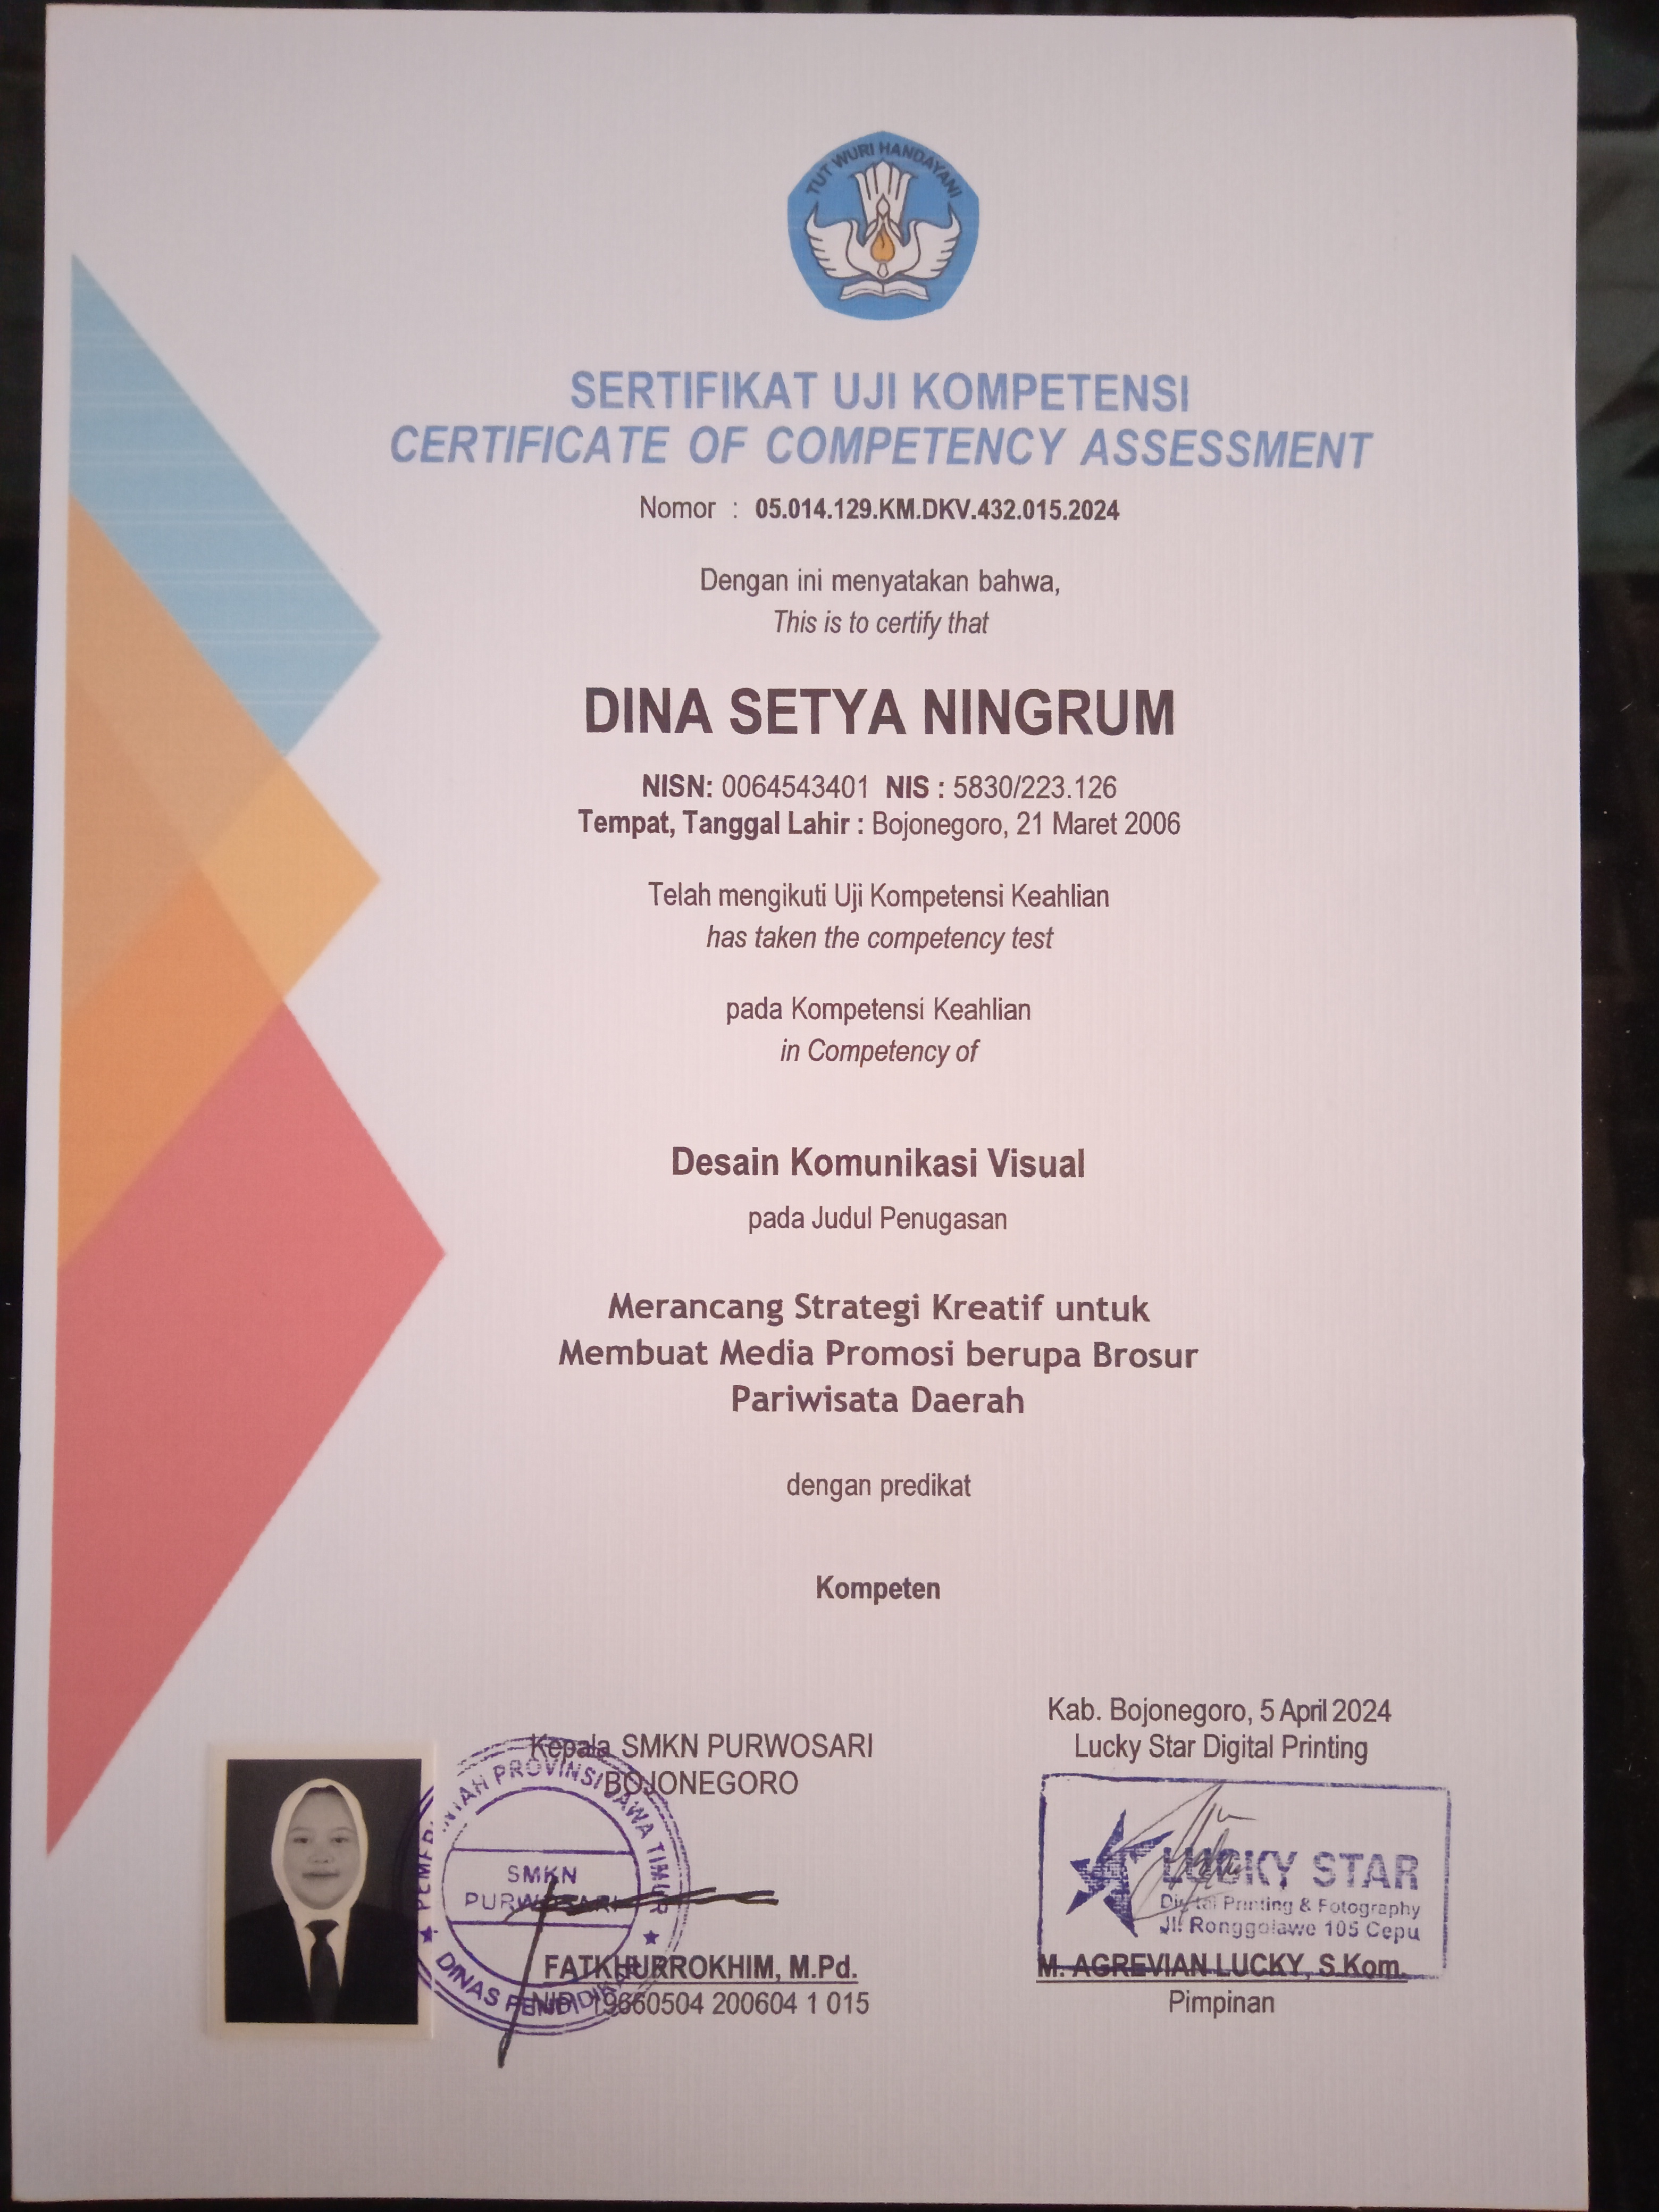 TUT WURI HANDAYANI
SERTIFIKAT UJI KOMPETENSI
CERTIFICATE OF COMPETENCY ASSESSMENT
Nomor : 05.014.129.KM.DKV.432.015.2024
Dengan ini menyatakan bahwa,
This is to certify that
DINA SETYA NINGRUM
NISN: 0064543401 NIS : 5830/223.126
Tempat, Tanggal Lahir : Bojonegoro, 21 Maret 2006
Telah mengikuti Uji Kompetensi Keahlian
has taken the competency test
pada Kompetensi Keahlian
in Competency of
Desain Komunikasi Visual
pada Judul Penugasan
Merancang Strategi Kreatif untuk
Membuat Media Promosi berupa Brosur
Pariwisata Daerah
dengan predikat
Kompeten
Kepala SMKN PURWOSARI
BOJONEGORO
PEMERINTAH PROVINSI JAWA TIMUR
SMKN
PURWOSARI
DINAS PENDIDIKAN
FATKHURROKHIM, M.Pd.
NIP. 19660504 200604 1 015
Kab. Bojonegoro, 5 April 2024
Lucky Star Digital Printing
LUCKY STAR
Digital Printing & Fotography
Jl. Ronggolawe 105 Cepu
M. AGREVIAN LUCKY, S.Kom.
Pimpinan